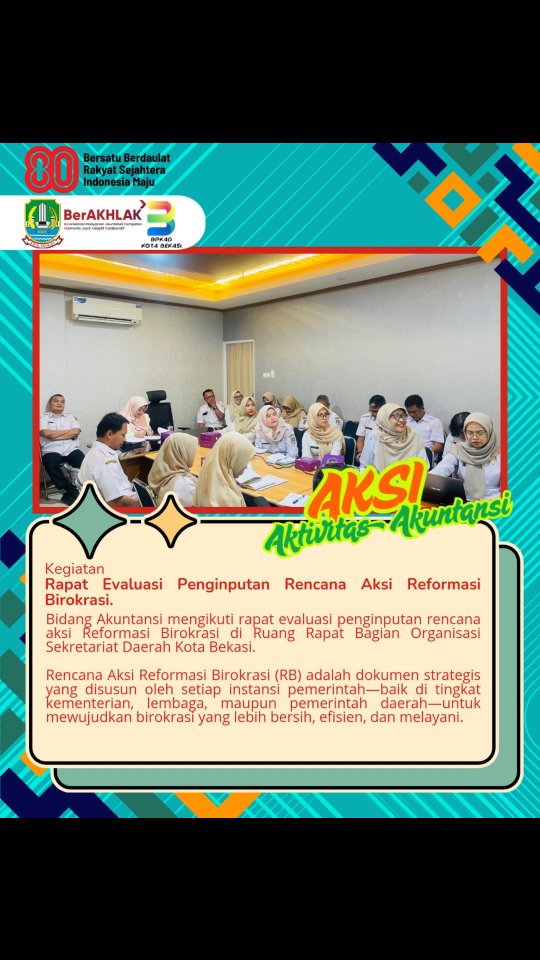 80 Bersatu Berdaulat
Rakyat Sejahtera
Indonesia Maju
BerAKHLAK
BPKAD
KOTA BEKASI
AKSI
Aktivitas - Akuntansi
Kegiatan
Rapat Evaluasi Penginputan Rencana Aksi Reformasi
Birokrasi.
Bidang Akuntansi mengikuti rapat evaluasi penginputan rencana
aksi Reformasi Birokrasi di Ruang Rapat Bagian Organisasi
Sekretariat Daerah Kota Bekasi.
Rencana Aksi Reformasi Birokrasi (RB) adalah dokumen strategis
yang disusun oleh setiap instansi pemerintah—baik di tingkat
kementerian, lembaga, maupun pemerintah daerah—untuk
mewujudkan birokrasi yang lebih bersih, efisien, dan melayani.